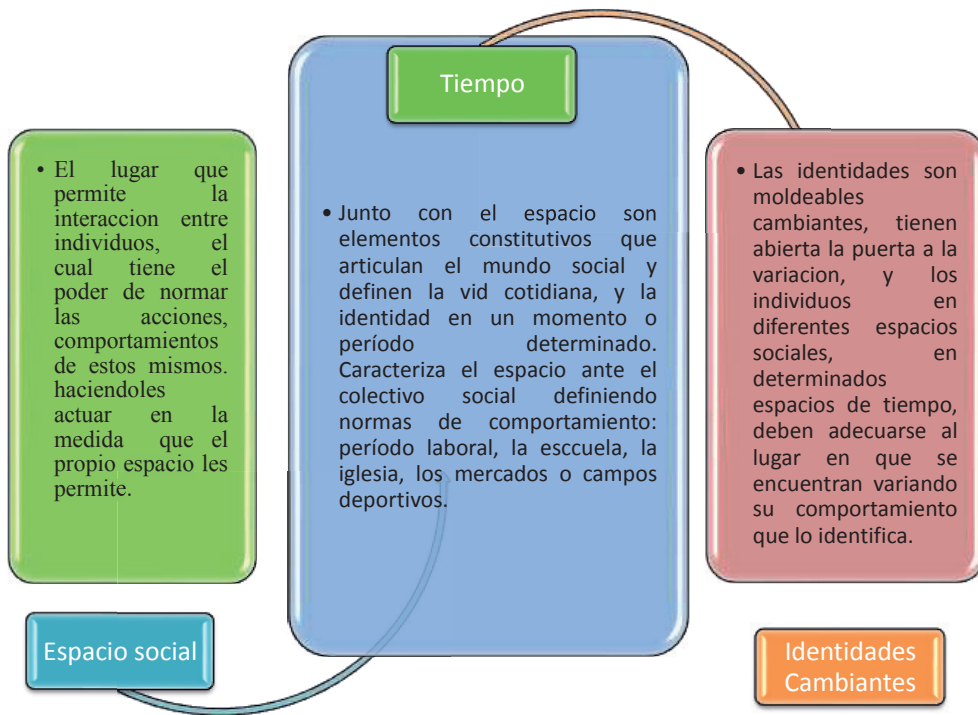 • El lugar que
permite la
interaccion entre
individuos, el
cual tiene el
poder de normar
las acciones,
comportamientos
de estos mismos.
haciendoles
actuar en la
medida que el
propio espacio les
permite.
Espacio social
Tiempo
• Junto con el espacio son
elementos constitutivos que
articulan el mundo social y
definen la vid cotidiana, y la
identidad en un momento o
período determinado.
Caracteriza el espacio ante el
colectivo social definiendo
normas de comportamiento:
período laboral, la esccuela, la
iglesia, los mercados o campos
deportivos.
• Las identidades son
moldeables
cambiantes, tienen
abierta la puerta a la
variacion, y los
individuos en
diferentes espacios
sociales, en
determinados
espacios de tiempo,
deben adecuarse al
lugar en que se
encuentran variando
su comportamiento
que lo identifica.
Identidades
Cambiantes